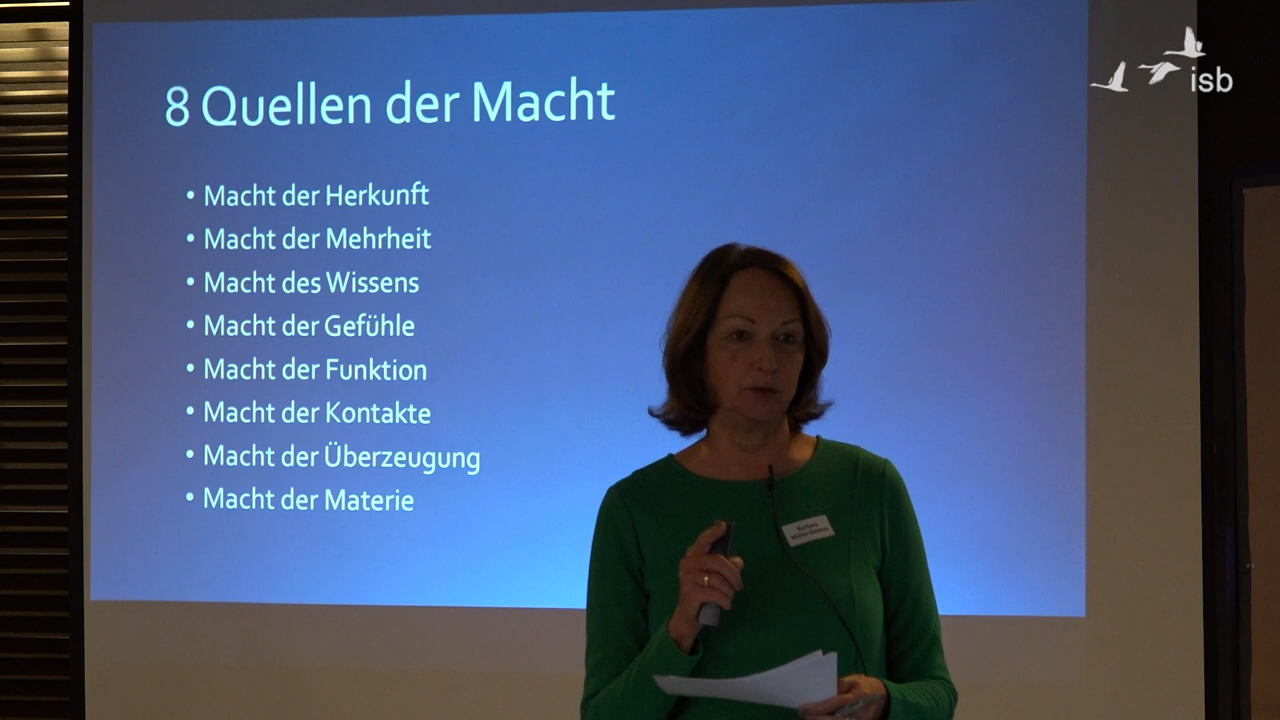 8 Quellen der Macht
• Macht der Herkunft
• Macht der Mehrheit
• Macht des Wissens
• Macht der Gefühle
• Macht der Funktion
• Macht der Kontakte
• Macht der Überzeugung
• Macht der Materie
isb
Barbara